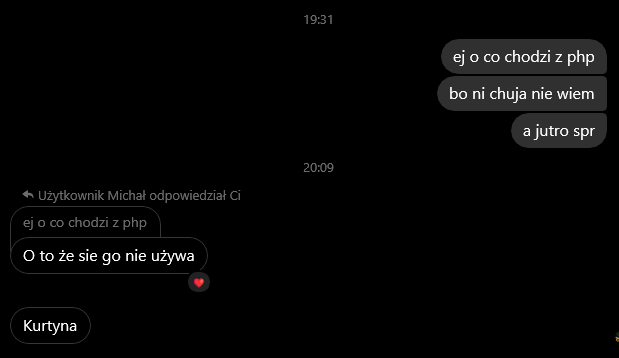 19:31
ej o co chodzi z php
bo ni chuja nie wiem
a jutro spr
20:09
Użytkownik Michał odpowiedział Ci
ej o co chodzi z php
O to że sie go nie używa
Kurtyna